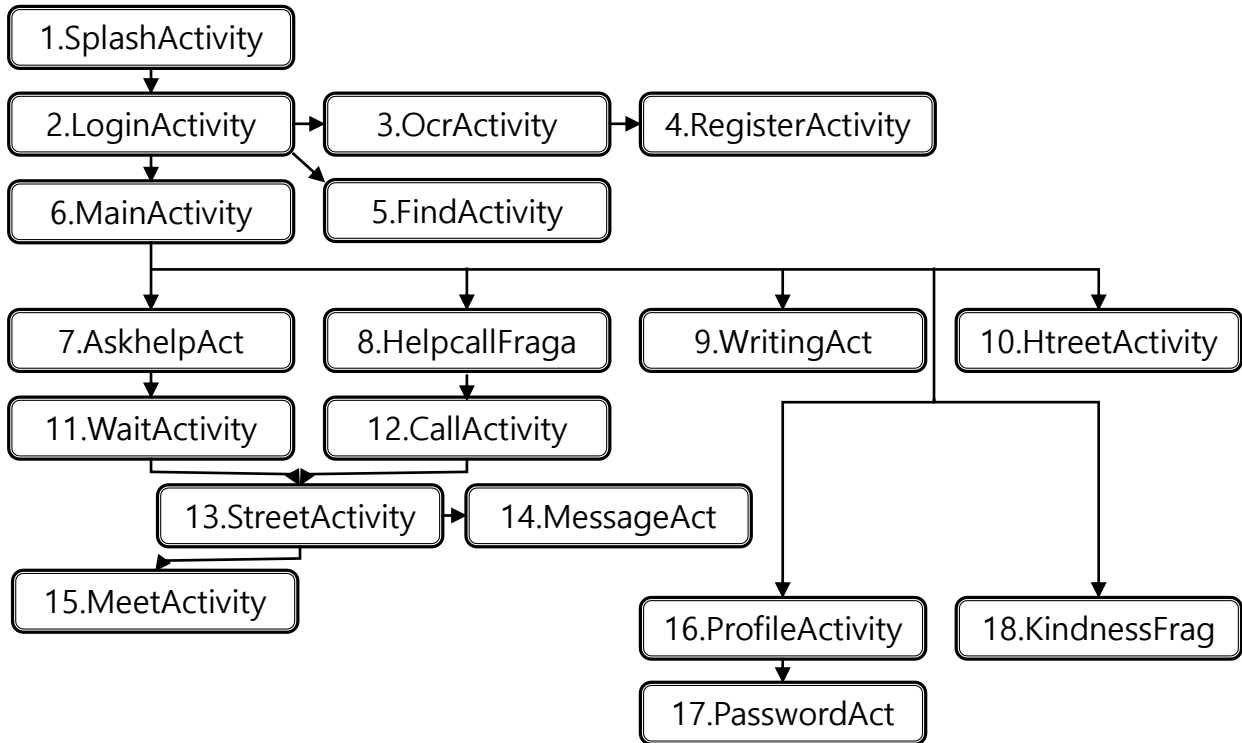 1.SplashActivity
2.LoginActivity
3.OcrActivity
4.RegisterActivity
6.MainActivity
5.FindActivity
7.AskhelpAct
8.HelpcallFraga
9.WritingAct
10.HtreetActivity
11.WaitActivity
12.CallActivity
13.StreetActivity
14.MessageAct
15.MeetActivity
16.ProfileActivity
18.KindnessFrag
17.PasswordAct